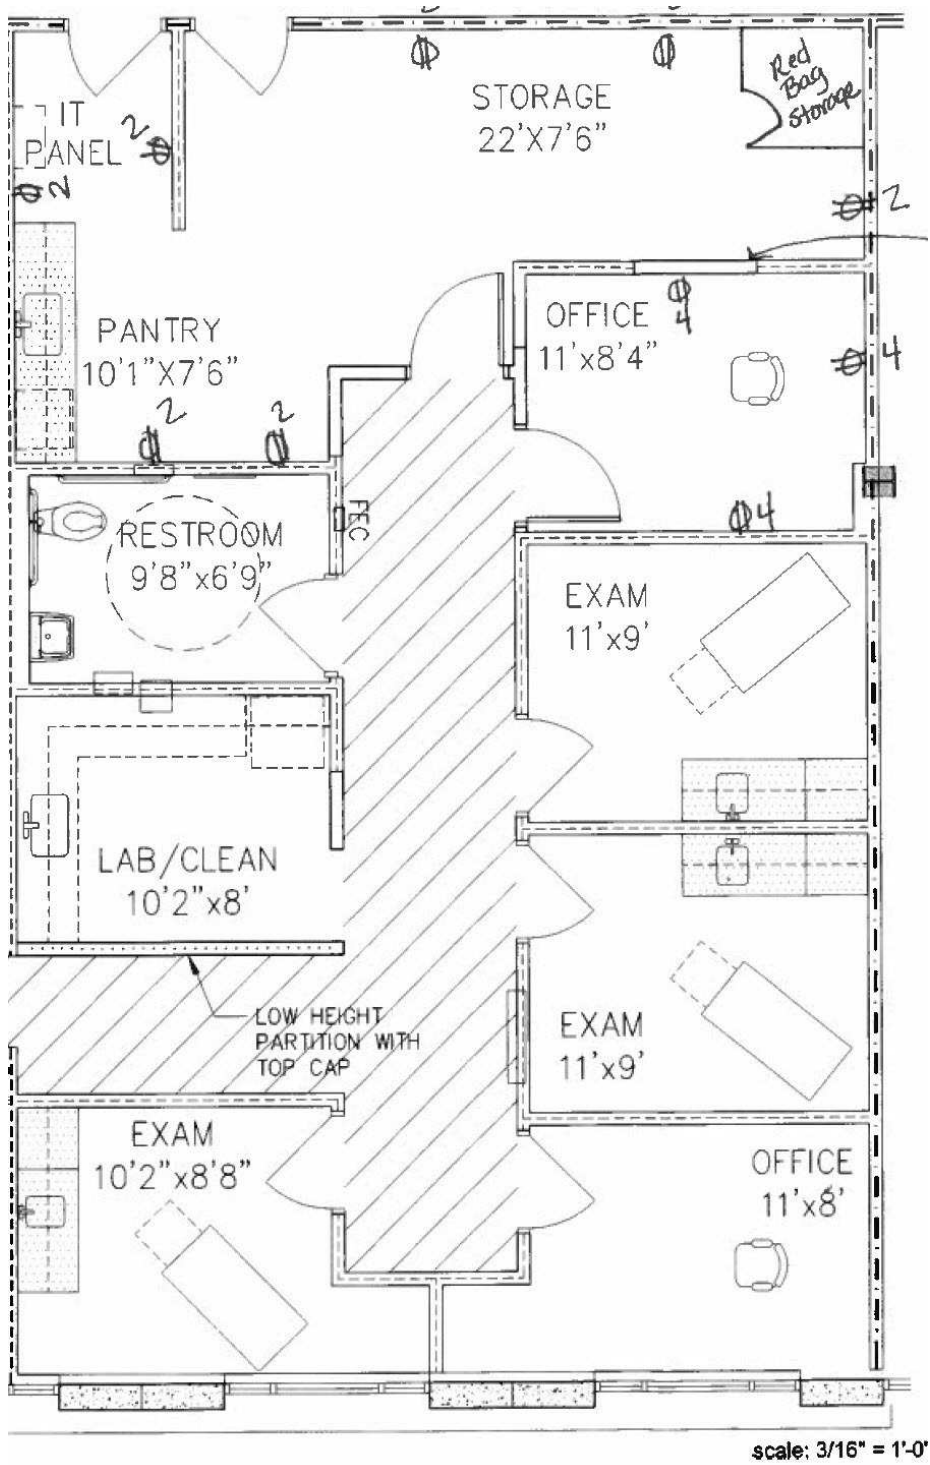 IT
PANEL
2
2
STORAGE
22'X7'6"
Red
Bag
Storage
2
PANTRY
10'1"X7'6"
2
2
OFFICE
11'x8'4"
4
4
4
FEC
RESTROOM
9'8"x6'9"
EXAM
11'x9'
LAB/CLEAN
10'2"x8'
LOW HEIGHT
PARTITION WITH
TOP CAP
EXAM
11'x9'
EXAM
10'2"x8'8"
OFFICE
11'x8'
scale: 3/16" = 1'-0"